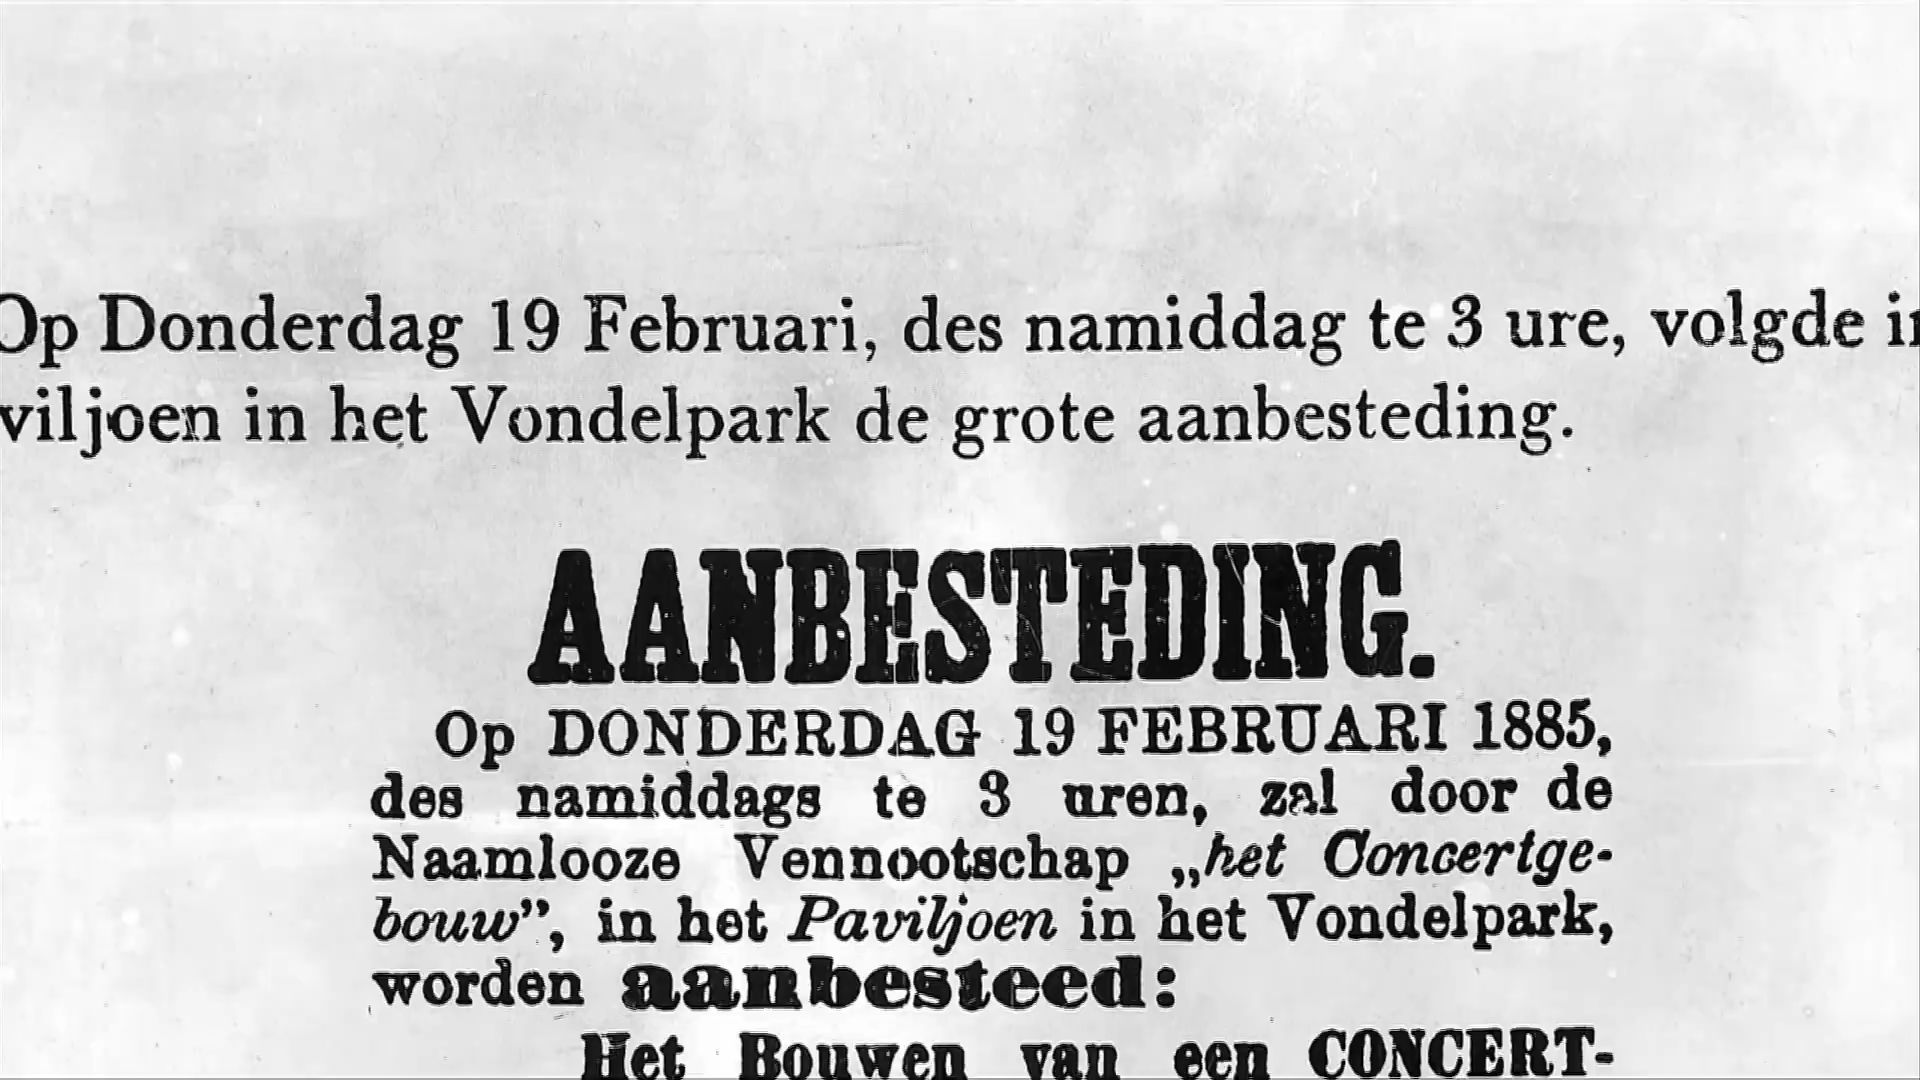 Op Donderdag 19 Februari, des namiddag te 3 ure, volgde in
viljoen in het Vondelpark de grote aanbesteding.
AANBESTEDING.
Op DONDERDAG 19 FEBRUARI 1885,
des namiddags te 3 uren, zal door de
Naamlooze Vennootschap „het Concertge-
bouw”, in het Paviljoen in het Vondelpark,
worden aanbesteed:
Het Bouwen van een CONCERT-